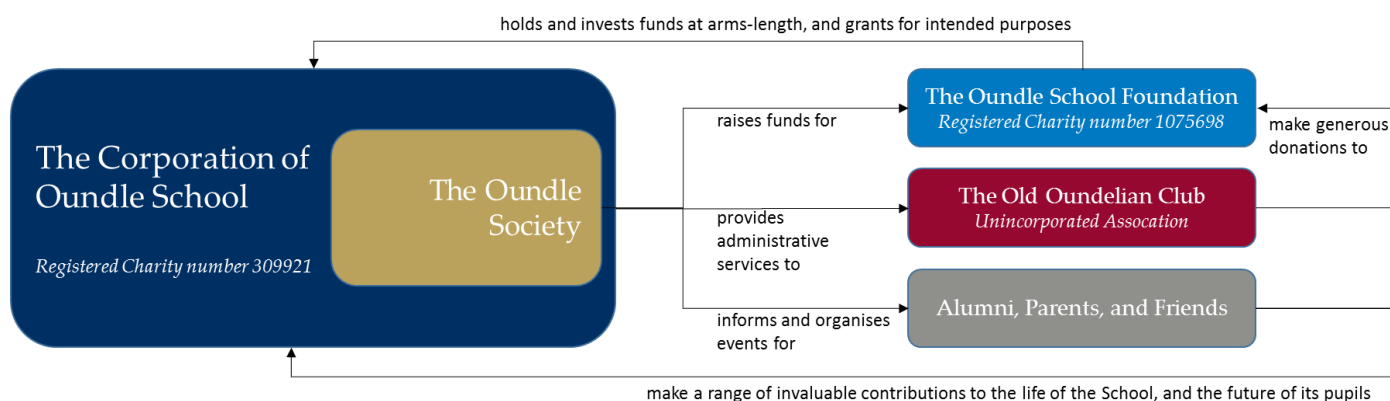 holds and invests funds at arms-length, and grants for intended purposes
The Corporation of
Oundle School
Registered Charity number 309921
The Oundle
Society
raises funds for
provides
administrative
services to
informs and organises
events for
The Oundle School Foundation
Registered Charity number 1075698
The Old Oundelian Club
Unincorporated Assocation
Alumni, Parents, and Friends
make generous
donations to
make a range of invaluable contributions to the life of the School, and the future of its pupils